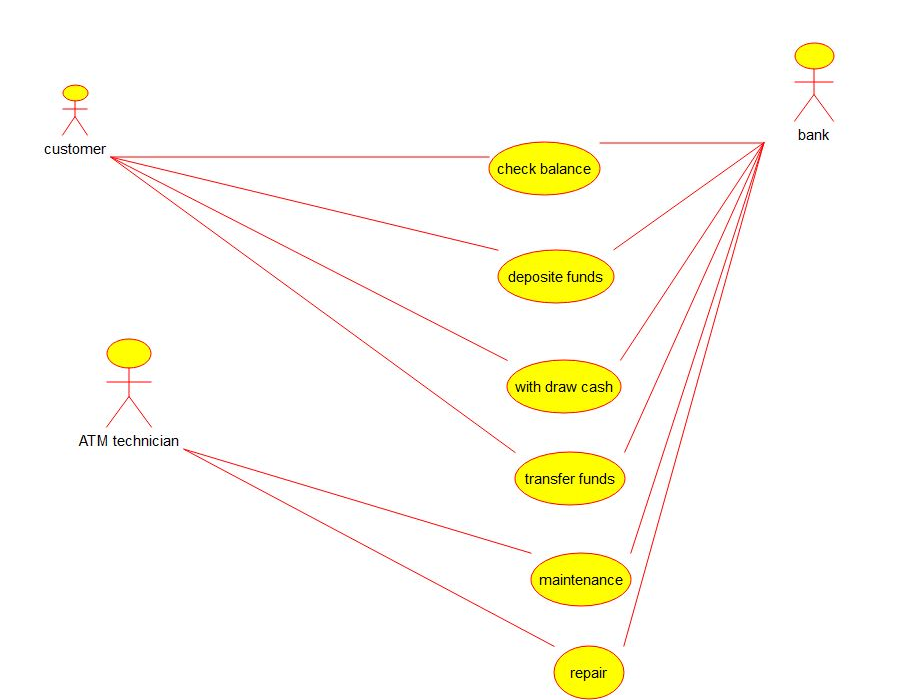 bank
customer
check balance
deposite funds
with draw cash
ATM technician
transfer funds
maintenance
repair